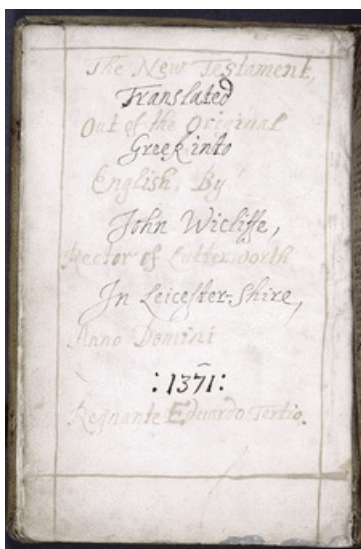 The New Testament,
Translated
Out of the Original
Greek into
English, By
John Wicliffe,
Rector of Lutterworth
In Leicester-Shire,
Anno Domini
:1371:
Regnante Eduardo Tertio.